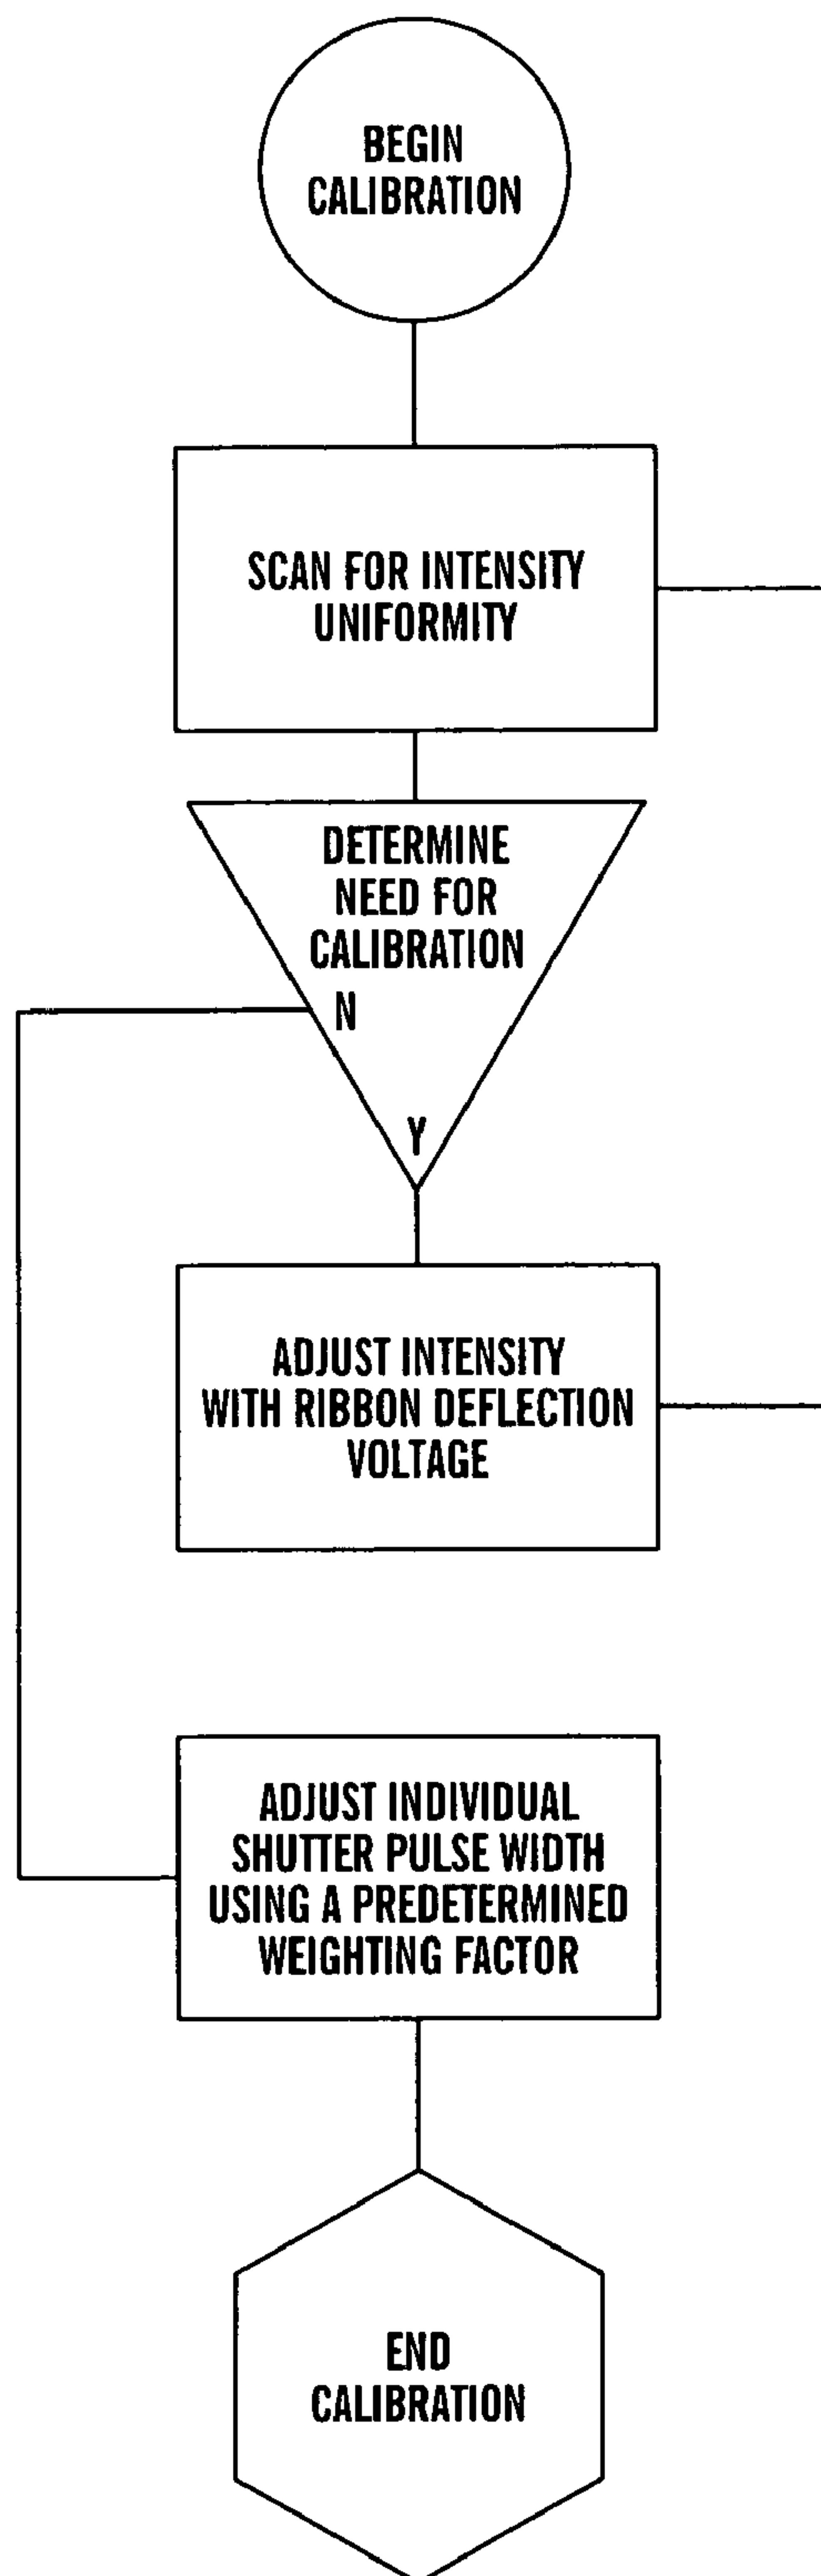 BEGIN
CALIBRATION
SCAN FOR INTENSITY
UNIFORMITY
DETERMINE
NEED FOR
CALIBRATION
N
Y
ADJUST INTENSITY
WITH RIBBON DEFLECTION
VOLTAGE
ADJUST INDIVIDUAL
SHUTTER PULSE WIDTH
USING A PREDETERMINED
WEIGHTING FACTOR
END
CALIBRATION